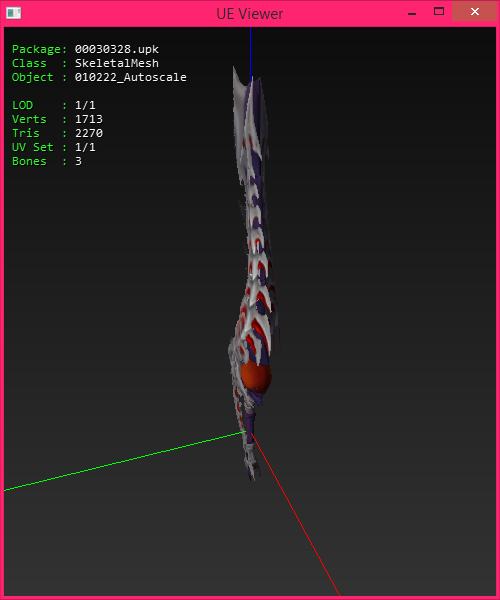 UE Viewer
Package: 00030328.upk
Class  : SkeletalMesh
Object : 010222_Autoscale
LOD    : 1/1
Verts  : 1713
Tris   : 2270
UV Set : 1/1
Bones  : 3